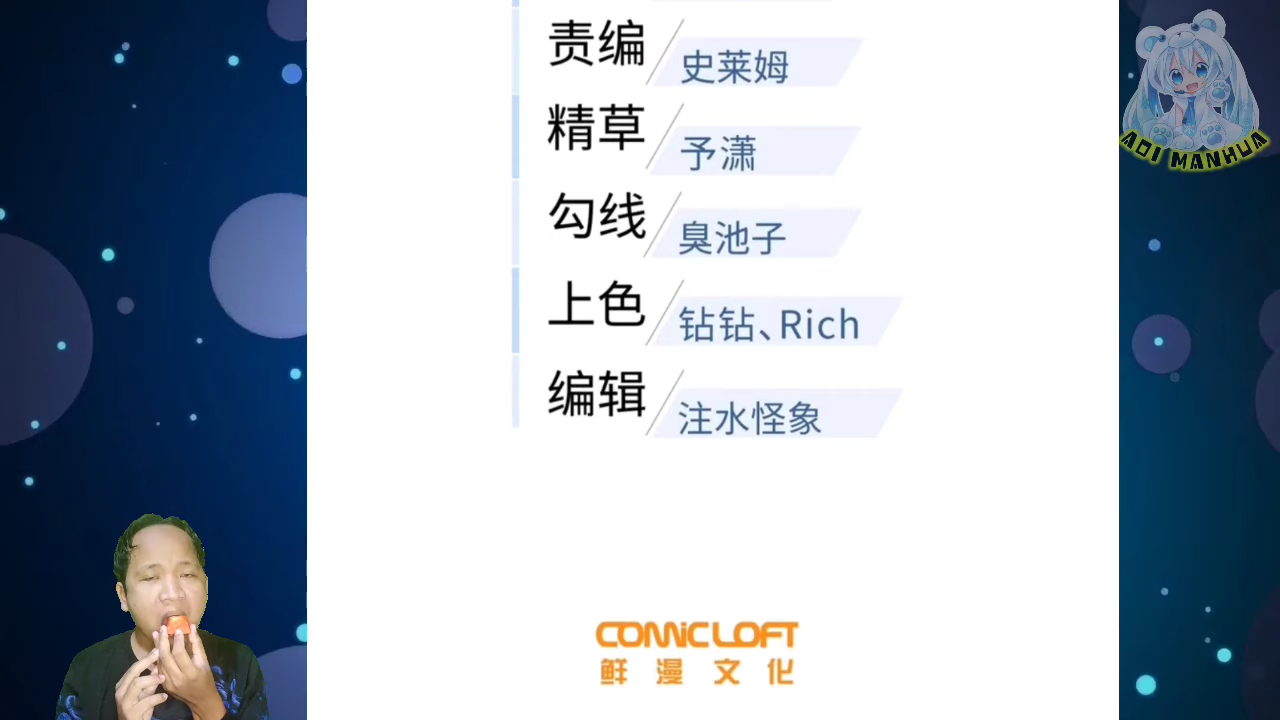 责编 史莱姆
精草 予潇
勾线 臭池子
上色 钻钻、Rich
编辑 注水怪象
COMICLOFT
鲜漫文化
AOI MANHUA